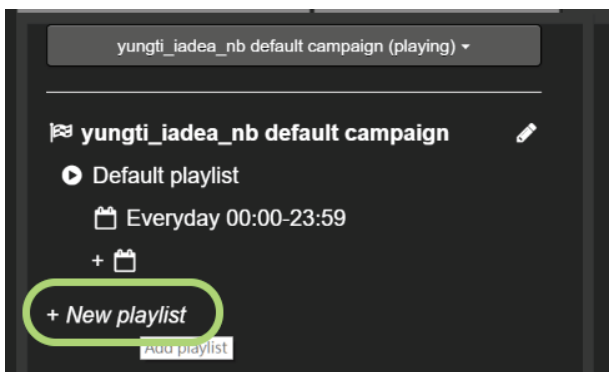 yungti_iadea_nb default campaign (playing)
yungti_iadea_nb default campaign
Default playlist
Everyday 00:00-23:59
+
+ New playlist
Add playlist